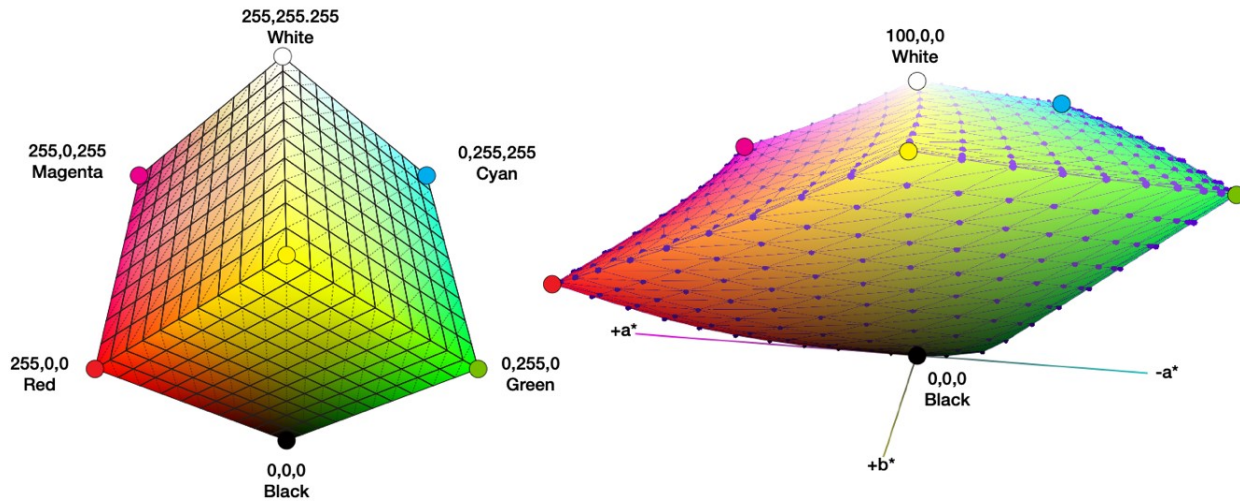 255,255.255
White
255,0,255
Magenta
0,255,255
Cyan
255,0,0
Red
0,255,0
Green
0,0,0
Black
100,0,0
White
+a*
-a*
0,0,0
Black
+b*